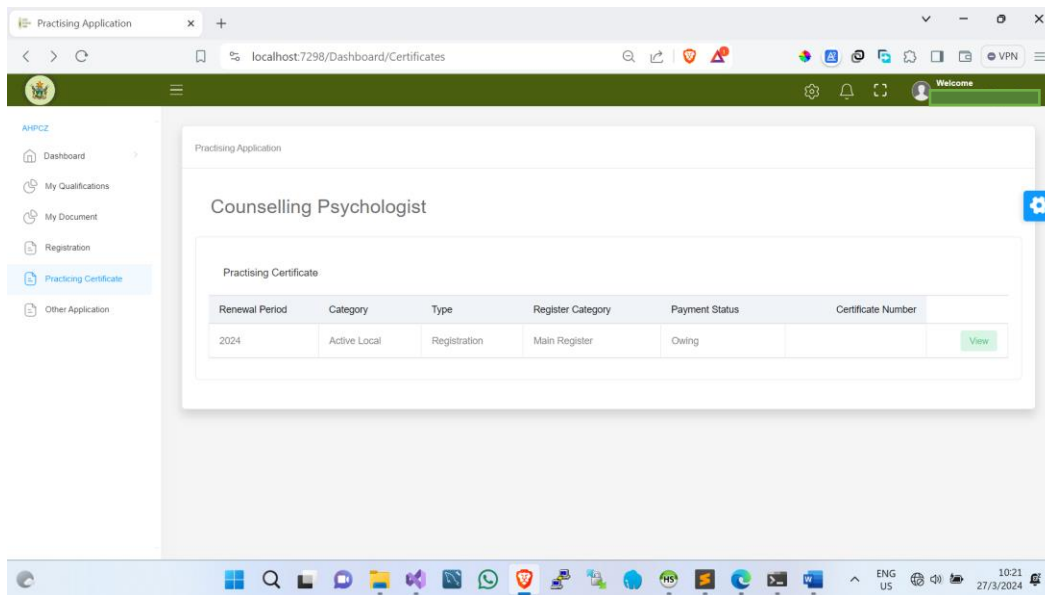 Practising Application
localhost:7298/Dashboard/Certificates
VPN
Welcome
AHPCZ
Dashboard
My Qualifications
My Document
Registration
Practicing Certificate
Other Application
Practising Application
Counselling Psychologist
Practising Certificate
Renewal Period Category Type Register Category Payment Status Certificate Number
2024 Active Local Registration Main Register Owing View
HS
ENG
US
10:21
27/3/2024